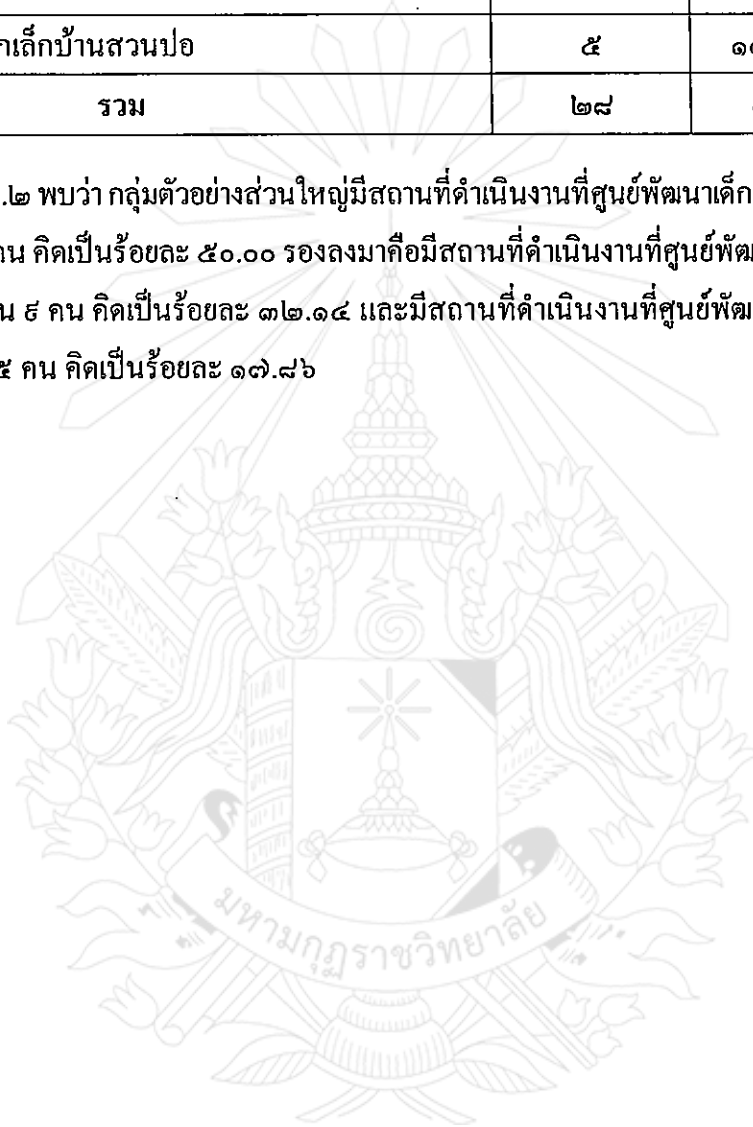 กเล็กบ้านสวนปอ ๕
รวม ๒๘
.๒ พบว่า กลุ่มตัวอย่างส่วนใหญ่มีสถานที่ดำเนินงานที่ศูนย์พัฒนาเด็ก
คน คิดเป็นร้อยละ ๕๐.๐๐ รองลงมาคือมีสถานที่ดำเนินงานที่ศูนย์พัฒ
น ๙ คน คิดเป็นร้อยละ ๓๒.๑๔ และมีสถานที่ดำเนินงานที่ศูนย์พัฒ
๕ คน คิดเป็นร้อยละ ๑๗.๘๖
มหามกุฏราชวิทยาลัย